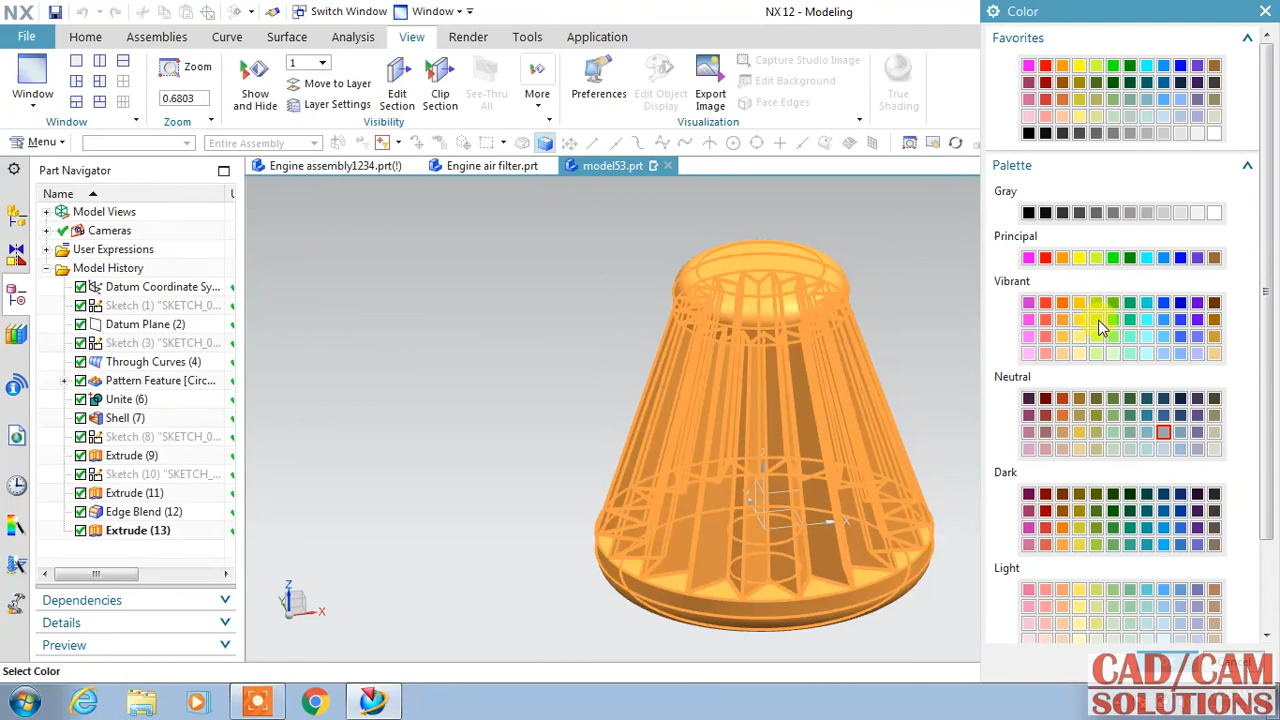 NX
Switch Window
Window
NX 12 - Modeling
Color
File
Home
Assemblies
Curve
Surface
Analysis
View
Render
Tools
Application
Favorites
Window
Zoom
0.6803
Show and Hide
1
Move to Layer
Layer Setting:
Edit Section
Clip Section
See-Thru All
More
Preferences
Edit Object Display
Export Image
Capture Studio Image
Edit Background
Face Edges
True Shading
Window
Zoom
Visibility
Visualization
Menu
Entire Assembly
Engine assembly1234.prt(!)
Engine air filter.prt
model53.prt
Part Navigator
Name
Model Views
Cameras
User Expressions
Model History
Datum Coordinate Sy...
Sketch (1) "SKETCH_0...
Datum Plane (2)
Sketch (3) "SKETCH_0...
Through Curves (4)
Pattern Feature [Circ...
Unite (6)
Shell (7)
Sketch (8) "SKETCH_0...
Extrude (9)
Sketch (10) "SKETCH_...
Extrude (11)
Edge Blend (12)
Extrude (13)
Dependencies
Details
Preview
Select Color
Z
X
X
Palette
Gray
Principal
Vibrant
Neutral
Dark
Light
CAD/CAM
SOLUTIONS